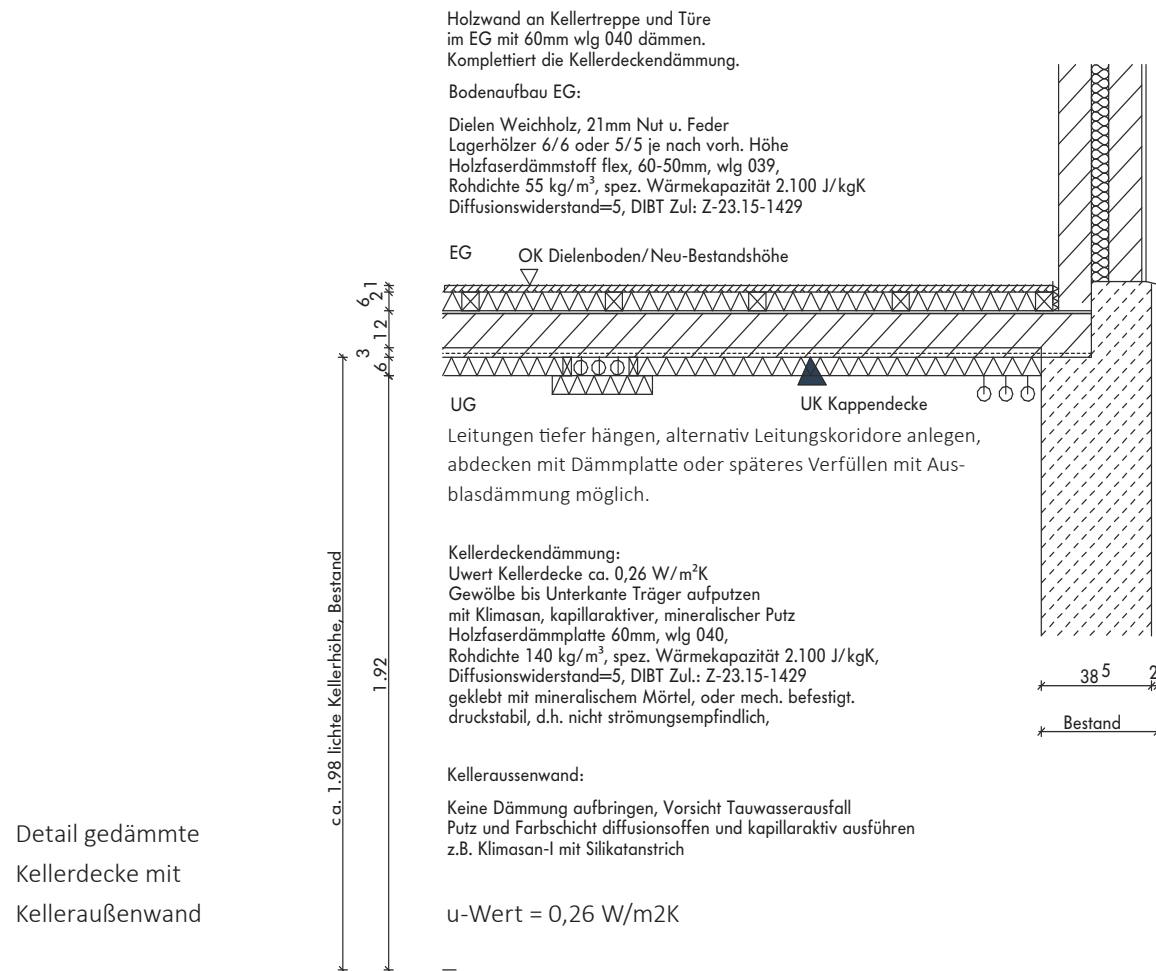 Holzwand an Kellertreppe und Türe
im EG mit 60mm wlg 040 dämmen.
Komplettiert die Kellerdeckendämmung.
Bodenaufbau EG:
Dielen Weichholz, 21mm Nut u. Feder
Lagerhölzer 6/6 oder 5/5 je nach vorh. Höhe
Holzfaserdämmstoff flex, 60-50mm, wlg 039,
Rohdichte 55 kg/m³, spez. Wärmekapazität 2.100 J/kgK
Diffusionswiderstand=5, DIBT Zul: Z-23.15-1429
EG
OK Dielenboden/Neu-Bestandshöhe
2 1
6
12
3
6
UG
UK Kappendecke
Leitungen tiefer hängen, alternativ Leitungskoridore anlegen,
abdecken mit Dämmplatte oder späteres Verfüllen mit Aus-
blasdämmung möglich.
Kellerdeckendämmung:
Uwert Kellerdecke ca. 0,26 W/m²K
Gewölbe bis Unterkante Träger aufputzen
mit Klimasan, kapillaraktiver, mineralischer Putz
Holzfaserdämmplatte 60mm, wlg 040,
Rohdichte 140 kg/m³, spez. Wärmekapazität 2.100 J/kgK,
Diffusionswiderstand=5, DIBT Zul.: Z-23.15-1429
geklebt mit mineralischem Mörtel, oder mech. befestigt.
druckstabil, d.h. nicht strömungsempfindlich,
ca. 1.98 lichte Kellerhöhe, Bestand
1.92
38⁵
2
Bestand
Kelleraussenwand:
Keine Dämmung aufbringen, Vorsicht Tauwasserausfall
Putz und Farbschicht diffusionsoffen und kapillaraktiv ausführen
z.B. Klimasan-I mit Silikatanstrich
Detail gedämmte
Kellerdecke mit
Kelleraußenwand
u-Wert = 0,26 W/m2K